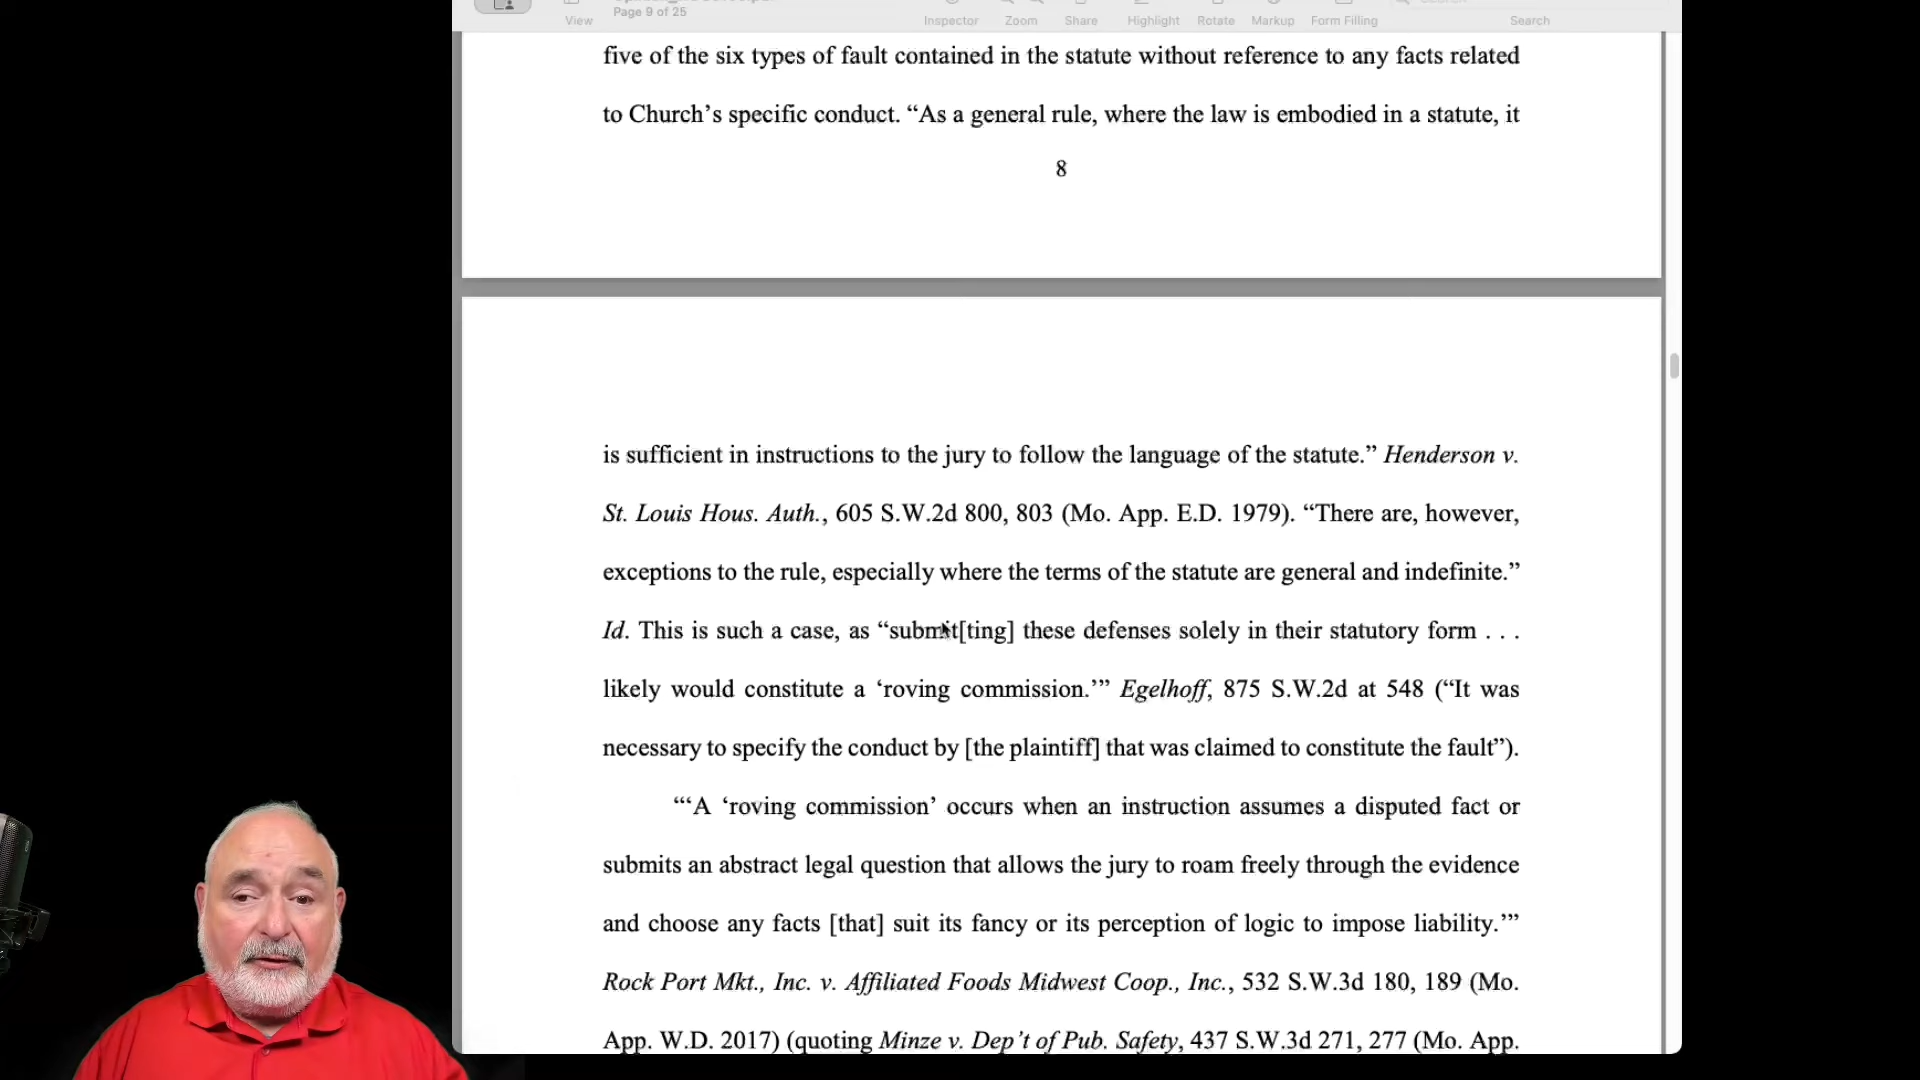 Page 9 of 25
View
Inspector
Zoom
Share
Highlight
Rotate
Markup
Form Filling
Search
five of the six types of fault contained in the statute without reference to any facts related
to Church’s specific conduct. “As a general rule, where the law is embodied in a statute, it
8
is sufficient in instructions to the jury to follow the language of the statute.” Henderson v.
St. Louis Hous. Auth., 605 S.W.2d 800, 803 (Mo. App. E.D. 1979). “There are, however,
exceptions to the rule, especially where the terms of the statute are general and indefinite.”
Id. This is such a case, as “submit[ting] these defenses solely in their statutory form . . .
likely would constitute a ‘roving commission.’” Egelhoff, 875 S.W.2d at 548 (“It was
necessary to specify the conduct by [the plaintiff] that was claimed to constitute the fault”).
“‘A ‘roving commission’ occurs when an instruction assumes a disputed fact or
submits an abstract legal question that allows the jury to roam freely through the evidence
and choose any facts [that] suit its fancy or its perception of logic to impose liability.’”
Rock Port Mkt., Inc. v. Affiliated Foods Midwest Coop., Inc., 532 S.W.3d 180, 189 (Mo.
App. W.D. 2017) (quoting Minze v. Dep’t of Pub. Safety, 437 S.W.3d 271, 277 (Mo. App.